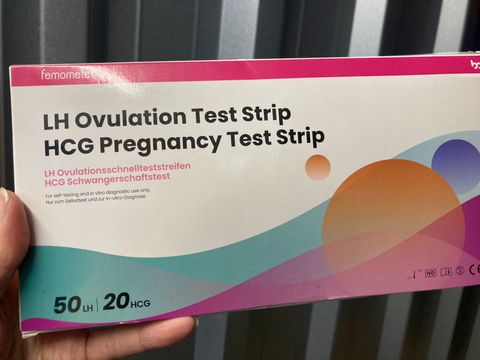 femometer
LH Ovulation Test Strip
HCG Pregnancy Test Strip
LH Ovulationsschnellteststreifen
HCG Schwangerschaftstest
For self-testing and in vitro diagnostic use only
Nur zum Selbsttest und zur In-vitro-Diagnose.
50 LH | 20 HCG
IVD